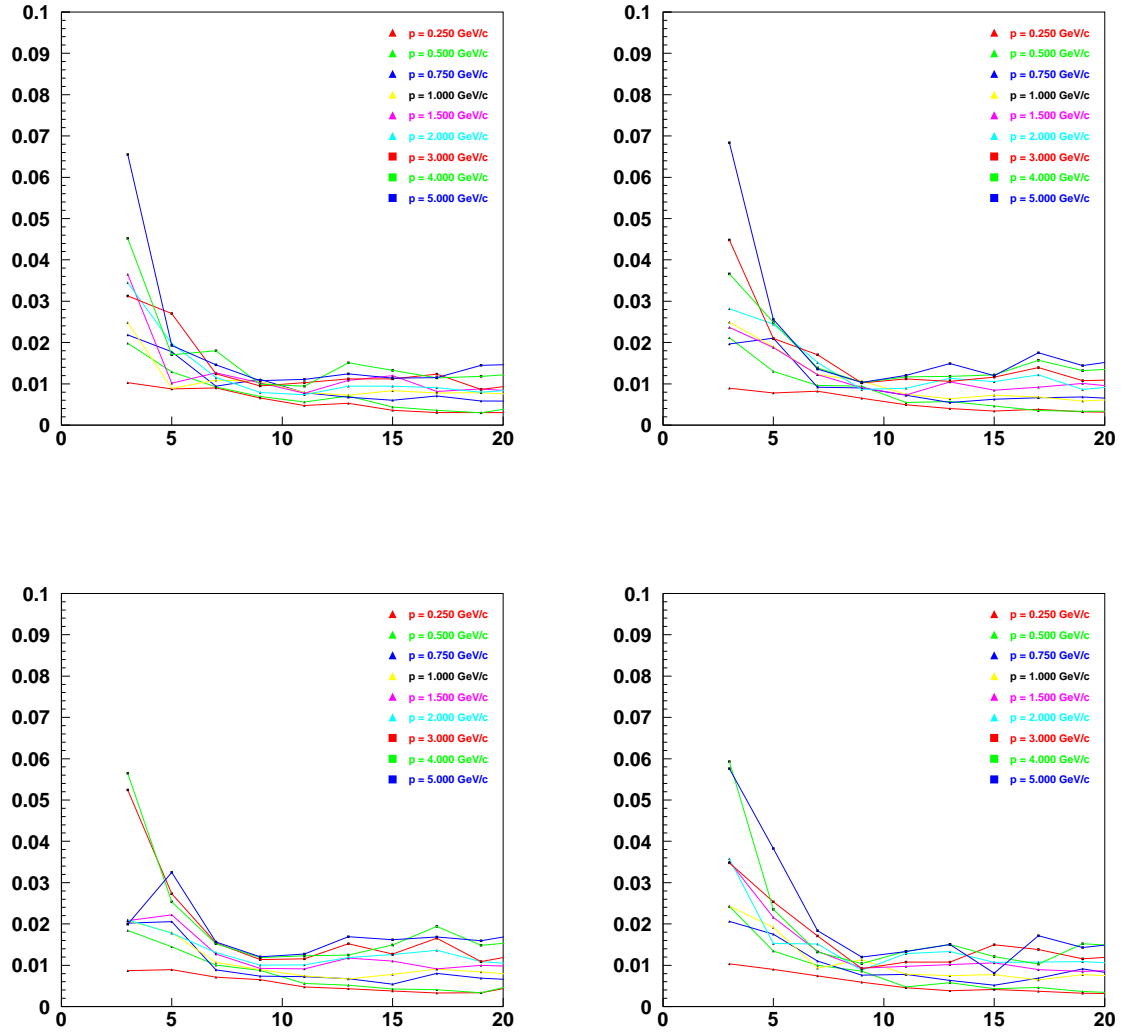 0.1
0.09
0.08
0.07
0.06
0.05
0.04
0.03
0.02
0.01
0
0 5 10 15 20
p = 0.250 GeV/c
p = 0.500 GeV/c
p = 0.750 GeV/c
p = 1.000 GeV/c
p = 1.500 GeV/c
p = 2.000 GeV/c
p = 3.000 GeV/c
p = 4.000 GeV/c
p = 5.000 GeV/c
0.1
0.09
0.08
0.07
0.06
0.05
0.04
0.03
0.02
0.01
0
0 5 10 15 20
p = 0.250 GeV/c
p = 0.500 GeV/c
p = 0.750 GeV/c
p = 1.000 GeV/c
p = 1.500 GeV/c
p = 2.000 GeV/c
p = 3.000 GeV/c
p = 4.000 GeV/c
p = 5.000 GeV/c
0.1
0.09
0.08
0.07
0.06
0.05
0.04
0.03
0.02
0.01
0
0 5 10 15 20
p = 0.250 GeV/c
p = 0.500 GeV/c
p = 0.750 GeV/c
p = 1.000 GeV/c
p = 1.500 GeV/c
p = 2.000 GeV/c
p = 3.000 GeV/c
p = 4.000 GeV/c
p = 5.000 GeV/c
0.1
0.09
0.08
0.07
0.06
0.05
0.04
0.03
0.02
0.01
0
0 5 10 15 20
p = 0.250 GeV/c
p = 0.500 GeV/c
p = 0.750 GeV/c
p = 1.000 GeV/c
p = 1.500 GeV/c
p = 2.000 GeV/c
p = 3.000 GeV/c
p = 4.000 GeV/c
p = 5.000 GeV/c